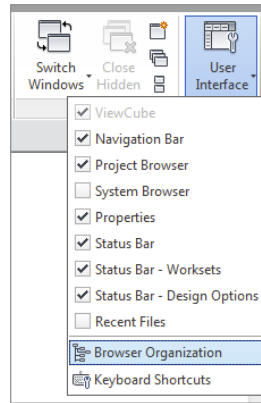 Switch
Windows
Close
Hidden
User
Interface
ViewCube
Navigation Bar
Project Browser
System Browser
Properties
Status Bar
Status Bar - Worksets
Status Bar - Design Options
Recent Files
Browser Organization
Keyboard Shortcuts